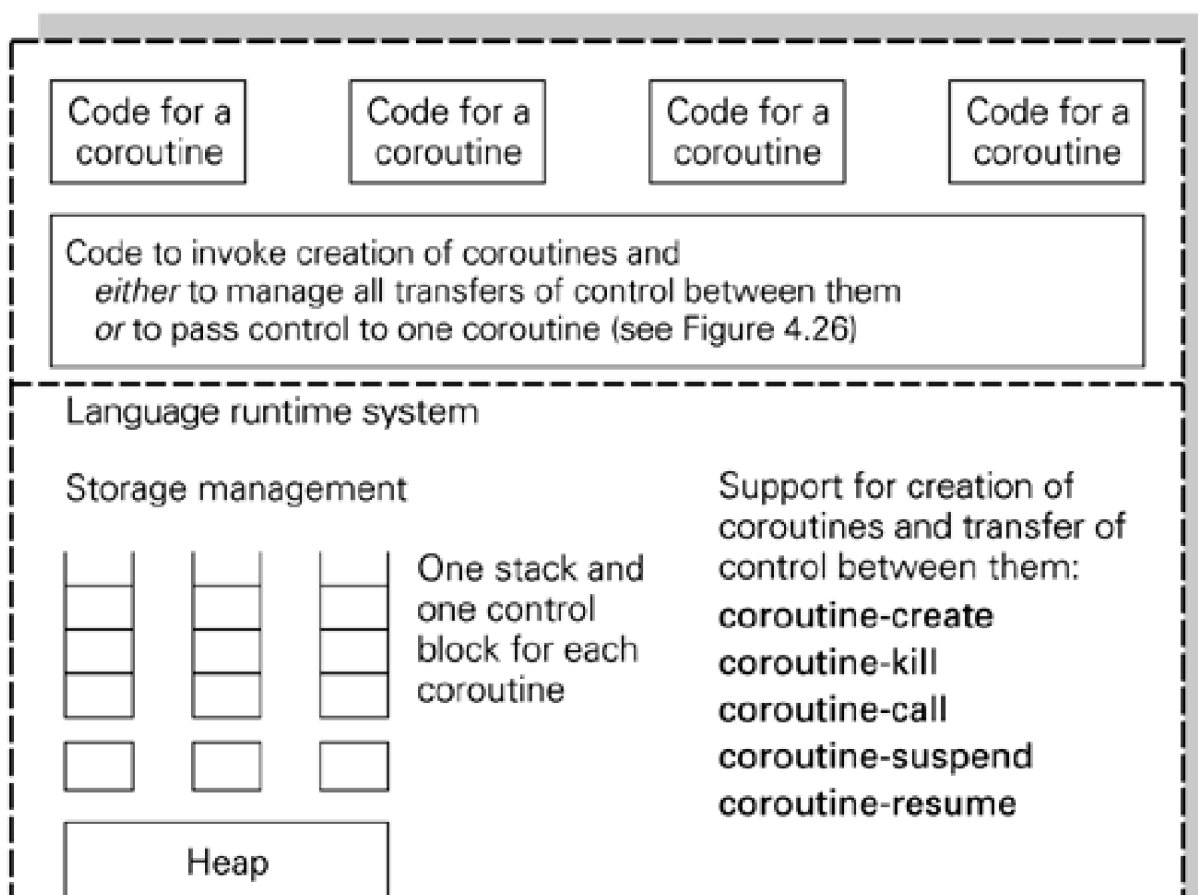 Code for a
coroutine
Code for a
coroutine
Code for a
coroutine
Code for a
coroutine
Code to invoke creation of coroutines and
either to manage all transfers of control between them
or to pass control to one coroutine (see Figure 4.26)
Language runtime system
Storage management
One stack and
one control
block for each
coroutine
Heap
Support for creation of
coroutines and transfer of
control between them:
coroutine-create
coroutine-kill
coroutine-call
coroutine-suspend
coroutine-resume